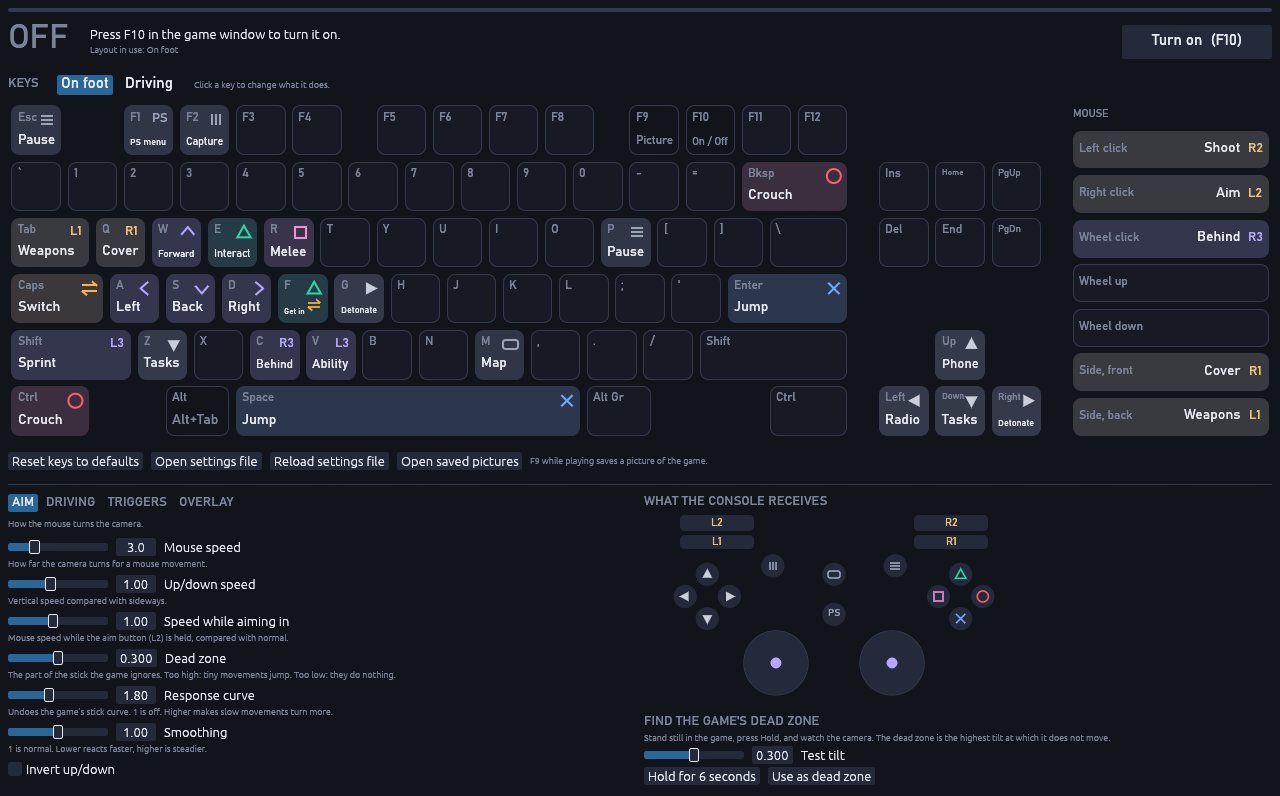 OFF
Press F10 in the game window to turn it on.
Layout in use: On foot
Turn on (F10)
KEYS On foot Driving Click a key to change what it does.
Esc Pause
F1 PS PS menu
F2 Capture
F3
F4
F5
F6
F7
F8
F9 Picture
F10 On / Off
F11
F12
`
1
2
3
4
5
6
7
8
9
0
-
=
Bksp Crouch
Ins
Home
PgUp
Tab L1 Weapons
Q R1 Cover
W Forward
E Interact
R Melee
T
Y
U
I
O
P Pause
[
]
\
Del
End
PgDn
Caps Switch
A Left
S Back
D Right
F Get in
G Detonate
H
J
K
L
;
'
Enter Jump
Shift L3 Sprint
Z Tasks
X
C R3 Behind
V L3 Ability
B
N
M Map
,
.
/
Shift
Up Phone
Ctrl Crouch
Alt Alt+Tab
Space Jump
Alt Gr
Ctrl
Left Radio
Down Tasks
Right Detonate
MOUSE
Left click Shoot R2
Right click Aim L2
Wheel click Behind R3
Wheel up
Wheel down
Side, front Cover R1
Side, back Weapons L1
Reset keys to defaults Open settings file Reload settings file Open saved pictures F9 while playing saves a picture of the game.
AIM DRIVING TRIGGERS OVERLAY
How the mouse turns the camera.
3.0 Mouse speed
How far the camera turns for a mouse movement.
1.00 Up/down speed
Vertical speed compared with sideways.
1.00 Speed while aiming in
Mouse speed while the aim button (L2) is held, compared with normal.
0.300 Dead zone
The part of the stick the game ignores. Too high: tiny movements jump. Too low: they do nothing.
1.80 Response curve
Undoes the game's stick curve. 1 is off. Higher makes slow movements turn more.
1.00 Smoothing
1 is normal. Lower reacts faster, higher is steadier.
Invert up/down
WHAT THE CONSOLE RECEIVES
L2 R2
L1 R1
PS
FIND THE GAME'S DEAD ZONE
Stand still in the game, press Hold, and watch the camera. The dead zone is the highest tilt at which it does not move.
0.300 Test tilt
Hold for 6 seconds Use as dead zone